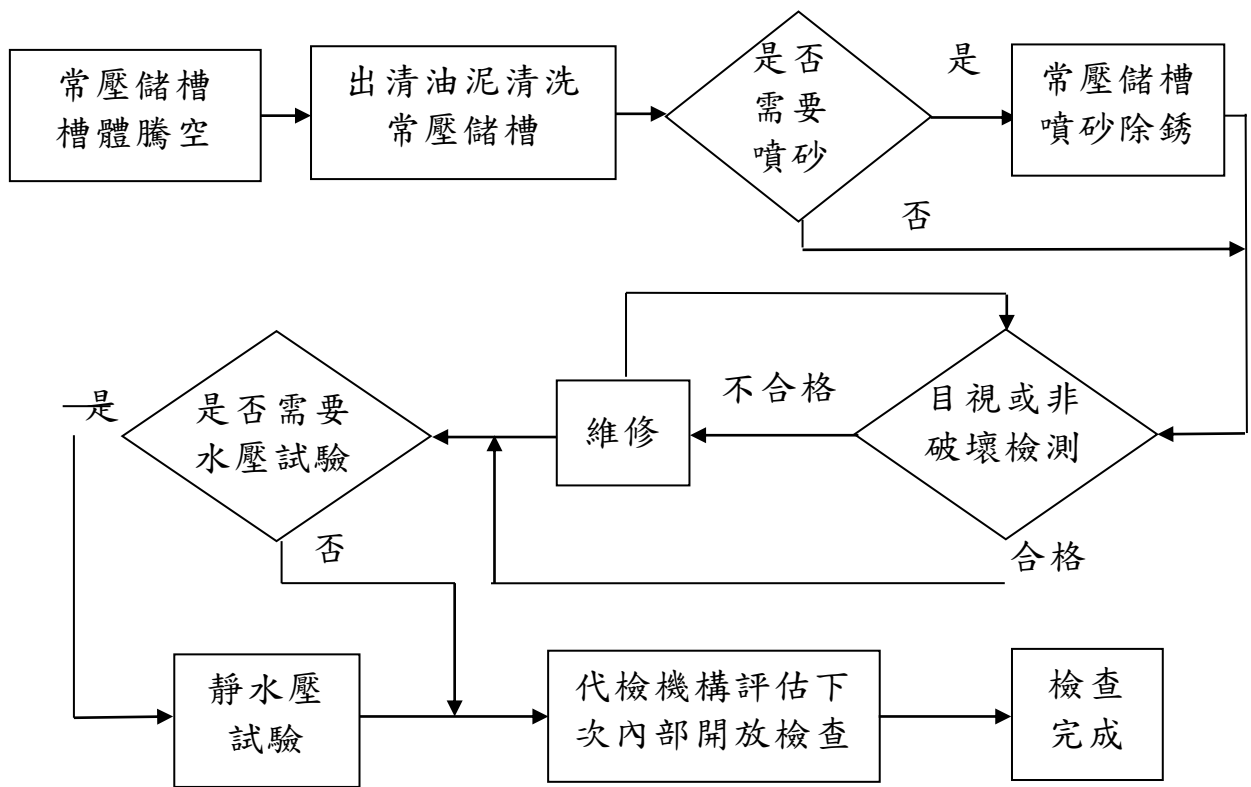 常壓儲槽
槽體騰空
出清油泥清洗
常壓儲槽
是否
需要
噴砂
是
常壓儲槽
噴砂除銹
否
是
是否需要
水壓試驗
維修
不合格
目視或非
破壞檢測
否
合格
靜水壓
試驗
代檢機構評估下
次內部開放檢查
檢查
完成